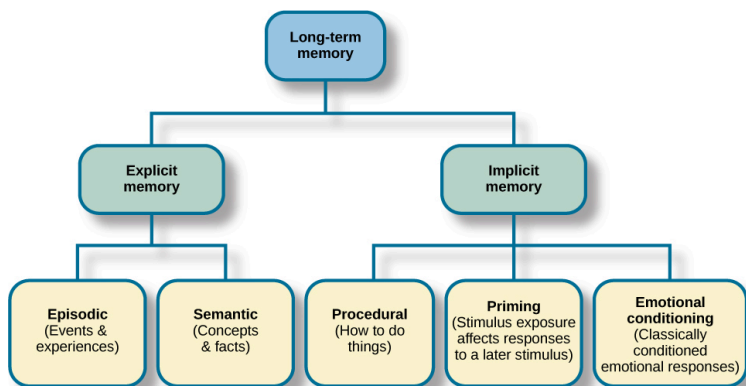 Long-term
memory
Explicit
memory
Implicit
memory
Episodic
(Events &
experiences)
Semantic
(Concepts
& facts)
Procedural
(How to do
things)
Priming
(Stimulus exposure
affects responses
to a later stimulus)
Emotional
conditioning
(Classically
conditioned
emotional responses)